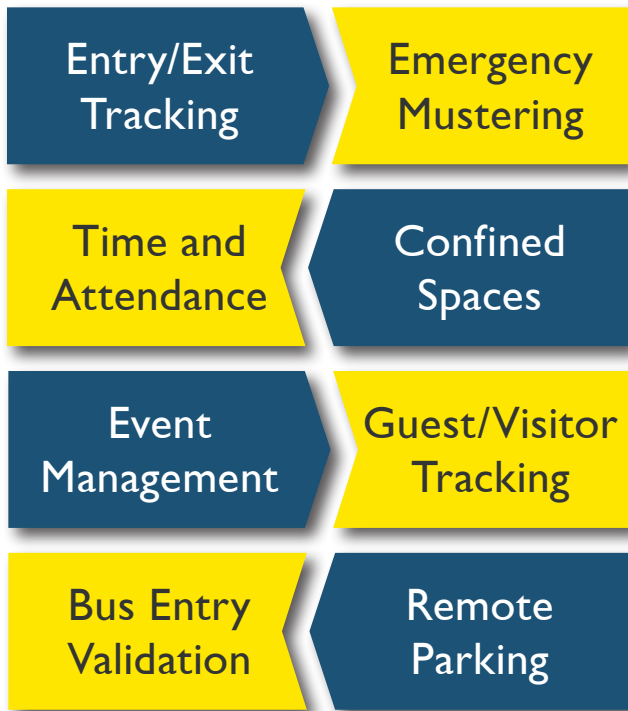 Entry/Exit
Tracking
Emergency
Mustering
Time and
Attendance
Confined
Spaces
Event
Management
Guest/Visitor
Tracking
Bus Entry
Validation
Remote
Parking